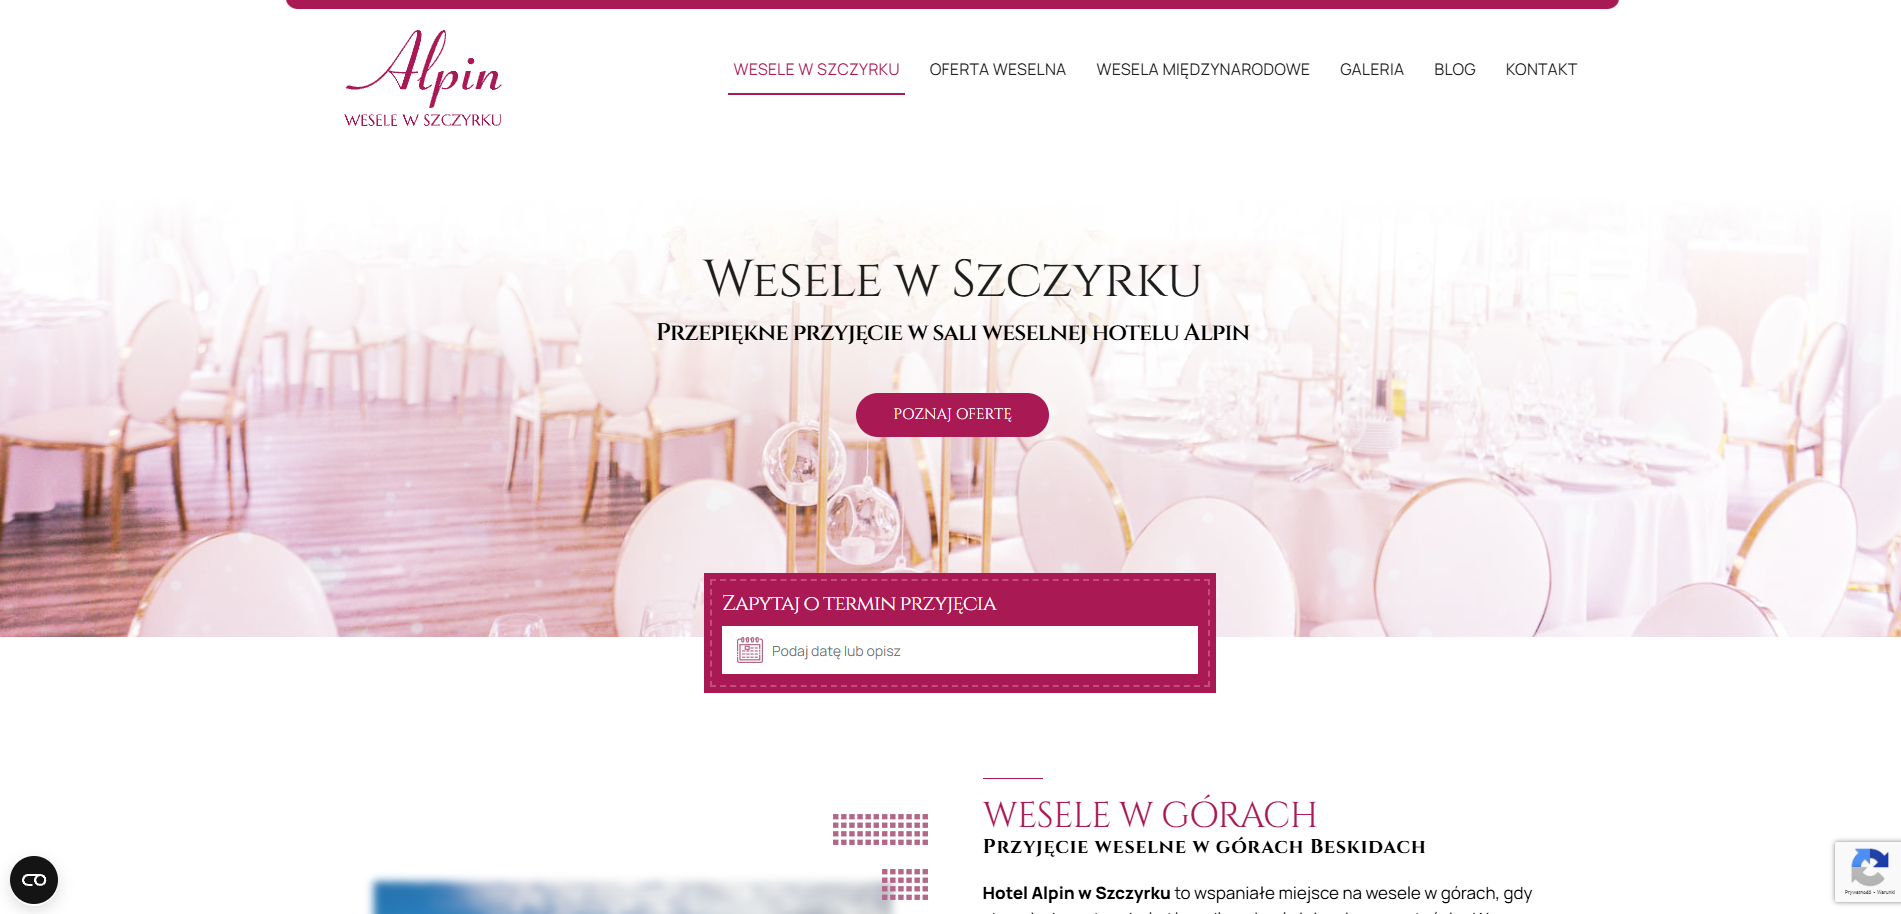 Alpin
WESELE W SZCZYRKU
WESELE W SZCZYRKU
OFERTA WESELNA
WESELA MIĘDZYNARODOWE
GALERIA
BLOG
KONTAKT
Wesele w Szczyrku
Przepiękne przyjęcie w sali weselnej hotelu Alpin
POZNAJ OFERTĘ
Zapytaj o termin przyjęcia
Podaj datę lub opisz
WESELE W GÓRACH
Przyjęcie weselne w górach Beskidach
Hotel Alpin w Szczyrku to wspaniałe miejsce na wesele w górach, gdy
Prywatność - Warunki